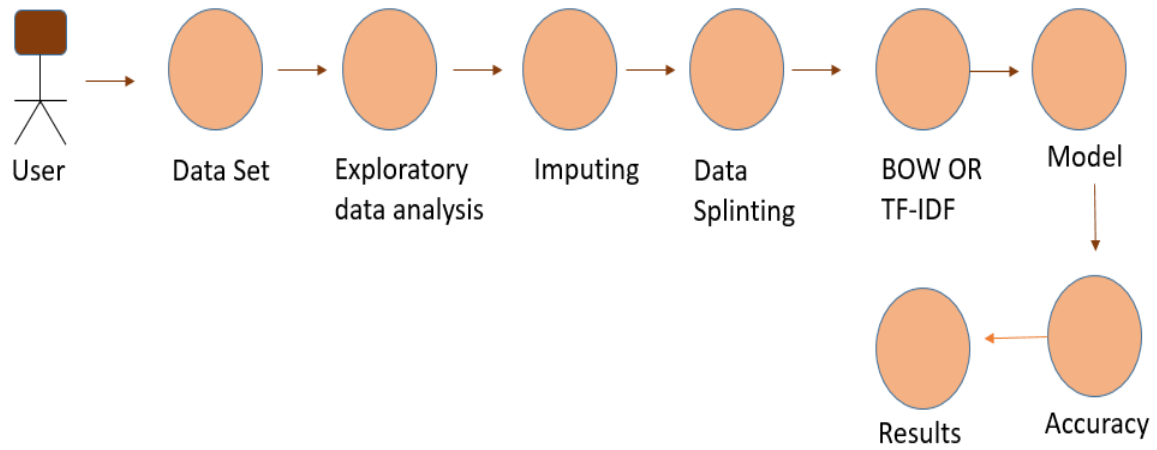 User
Data Set
Exploratory
data analysis
Imputing
Data
Splinting
BOW OR
TF-IDF
Model
Accuracy
Results